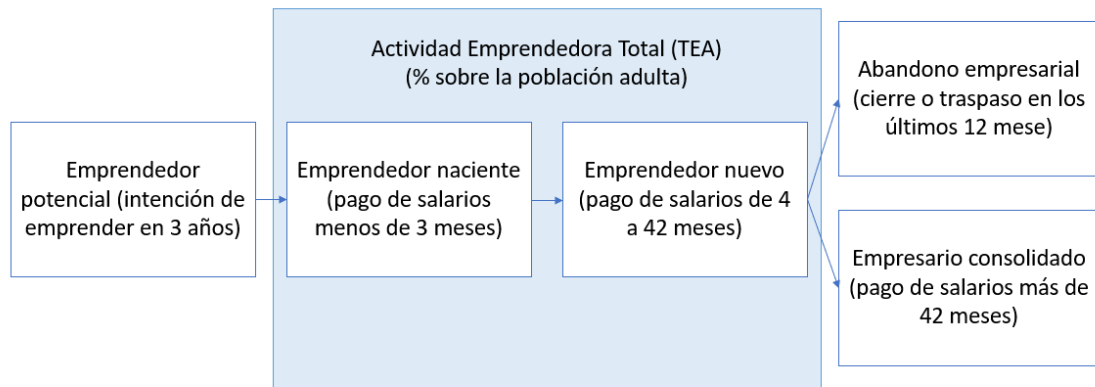 Actividad Emprendedora Total (TEA)
(% sobre la población adulta)
Emprendedor
potencial (intención de
emprender en 3 años)
Emprendedor naciente
(pago de salarios
menos de 3 meses)
Emprendedor nuevo
(pago de salarios de 4
a 42 meses)
Abandono empresarial
(cierre o traspaso en los
últimos 12 mese)
Empresario consolidado
(pago de salarios más de
42 meses)